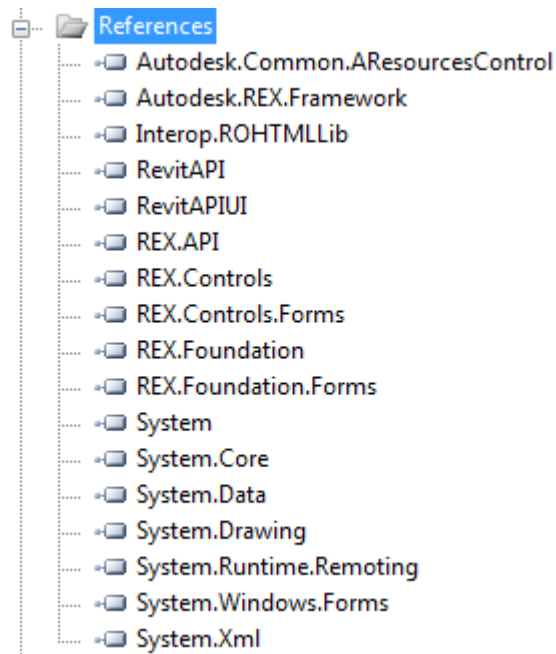 References
Autodesk.Common.AResourcesControl
Autodesk.REX.Framework
Interop.ROHTMLLib
RevitAPI
RevitAPIUI
REX.API
REX.Controls
REX.Controls.Forms
REX.Foundation
REX.Foundation.Forms
System
System.Core
System.Data
System.Drawing
System.Runtime.Remoting
System.Windows.Forms
System.Xml